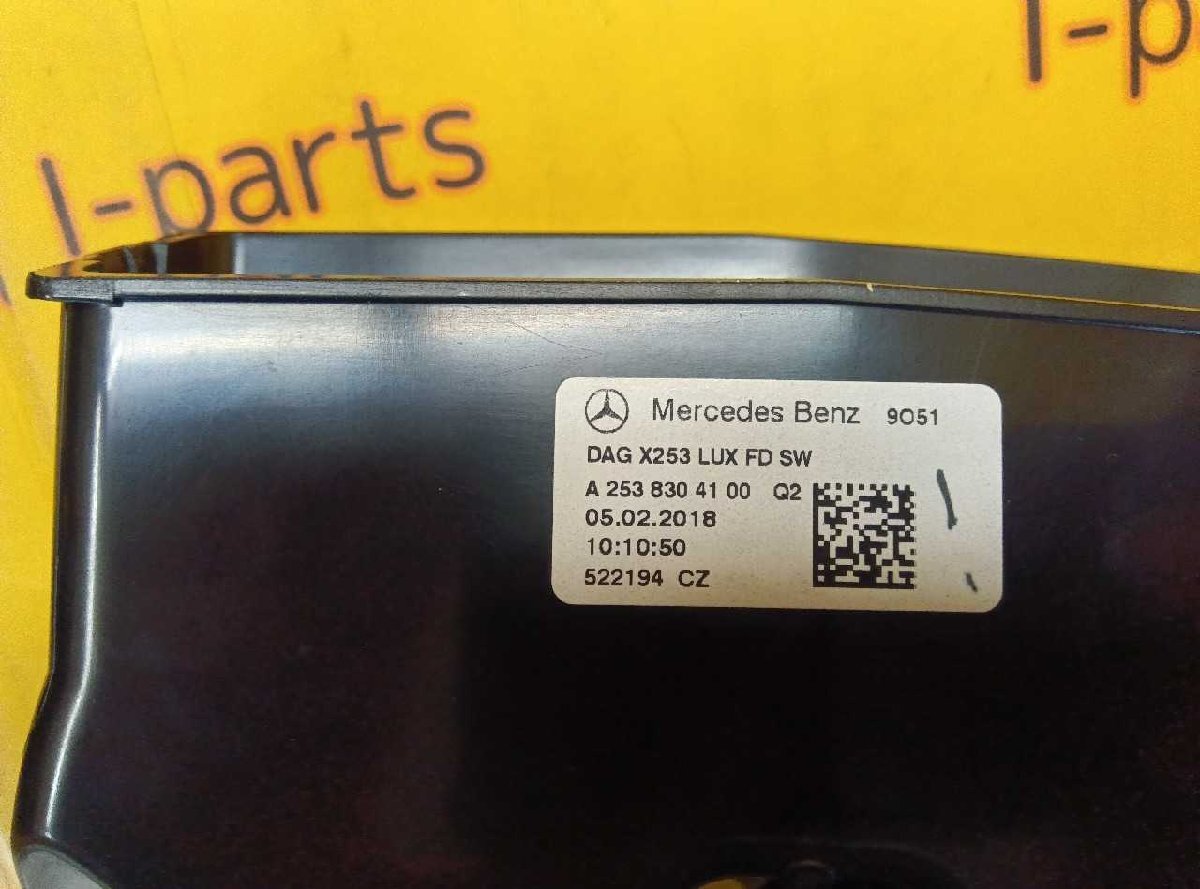 I-p
I-parts
Mercedes Benz 9051
DAG X253 LUX FD SW
A 253 830 41 00 Q2
05.02.2018
10:10:50
522194 CZ